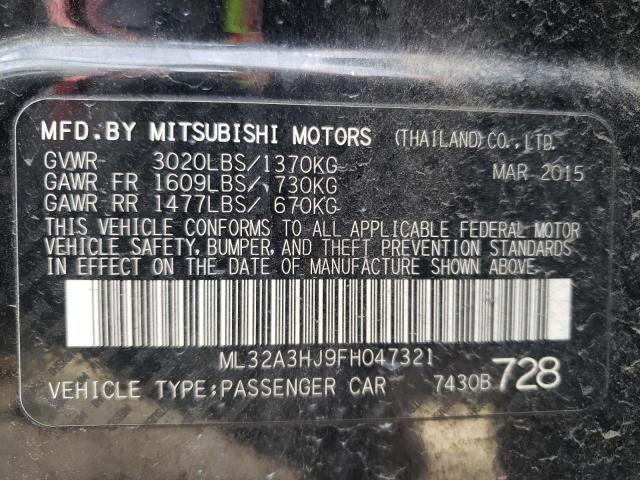 MFD.BY MITSUBISHI MOTORS (THAILAND)CO.,LTD.
GVWR 3020LBS/1370KG MAR 2015
GAWR FR 1609LBS/ 730KG
GAWR RR 1477LBS/ 670KG
THIS VEHICLE CONFORMS TO ALL APPLICABLE FEDERAL MOTOR
VEHICLE SAFETY, BUMPER, AND THEFT PREVENTION STANDARDS
IN EFFECT ON THE DATE OF MANUFACTURE SHOWN ABOVE.
ML32A3HJ9FH047321
VEHICLE TYPE:PASSENGER CAR 7430B 728